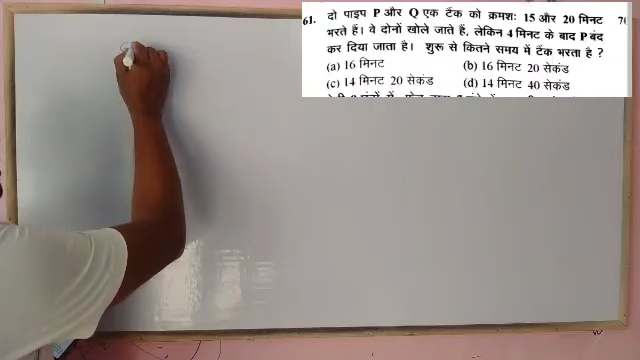 61. दो पाइप P और Q एक टैंक को क्रमशः 15 और 20 मिनट
भरते हैं। वे दोनों खोले जाते हैं, लेकिन 4 मिनट के बाद P बंद
कर दिया जाता है। शुरू से कितने समय में टैंक भरता है ?
(a) 16 मिनट (b) 16 मिनट 20 सेकंड
(c) 14 मिनट 20 सेकंड (d) 14 मिनट 40 सेकंड